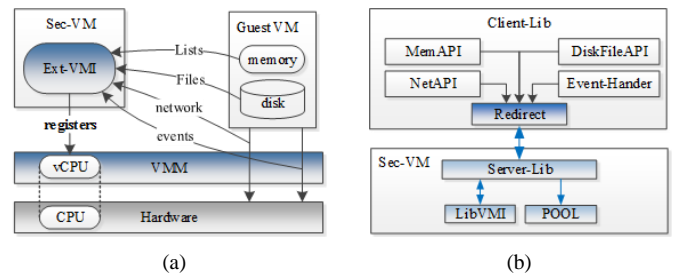 Sec-VM
Guest VM
Ext-VMI
Lists
memory
Files
disk
network
registers
events
vCPU
VMM
CPU
Hardware
(a)
Client-Lib
MemAPI
DiskFileAPI
NetAPI
Event-Hander
Redirect
Sec-VM
Server-Lib
LibVMI
POOL
(b)